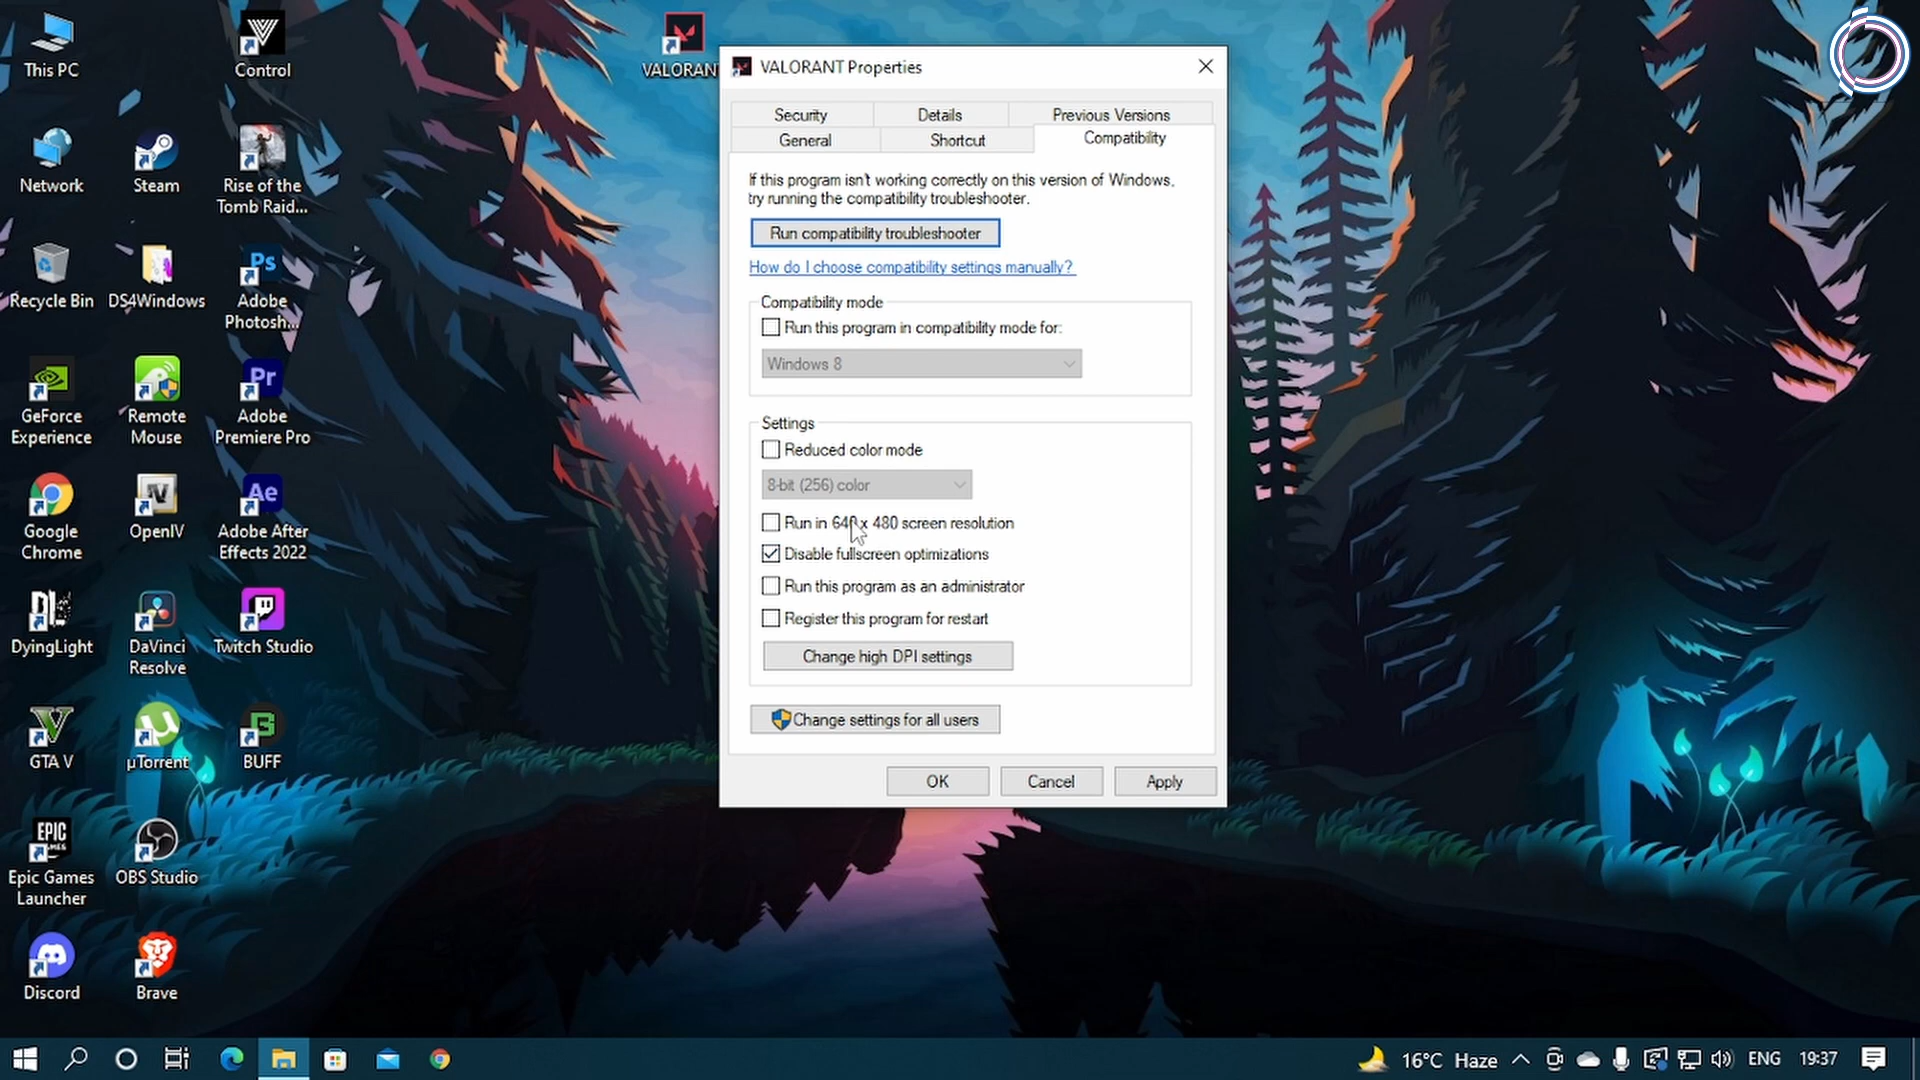 This PC
Control
VALORANT
Network
Steam
Rise of the
Tomb Raid...
Recycle Bin
DS4Windows
Ps
Adobe
Photosh...
GeForce
Experience
Remote
Mouse
Pr
Adobe
Premiere Pro
Google
Chrome
IV
OpenIV
Ae
Adobe After
Effects 2022
DyingLight
DaVinci
Resolve
Twitch Studio
V
GTA V
µ
µTorrent
BUFF
EPIC
GAMES
Epic Games
Launcher
OBS Studio
Discord
Brave
VALORANT Properties
Security
Details
Previous Versions
General
Shortcut
Compatibility
If this program isn't working correctly on this version of Windows,
try running the compatibility troubleshooter.
Run compatibility troubleshooter
How do I choose compatibility settings manually?
Compatibility mode
Run this program in compatibility mode for:
Windows 8
Settings
Reduced color mode
8-bit (256) color
Run in 640 x 480 screen resolution
Disable fullscreen optimizations
Run this program as an administrator
Register this program for restart
Change high DPI settings
Change settings for all users
OK
Cancel
Apply
16°C Haze
ENG
19:37